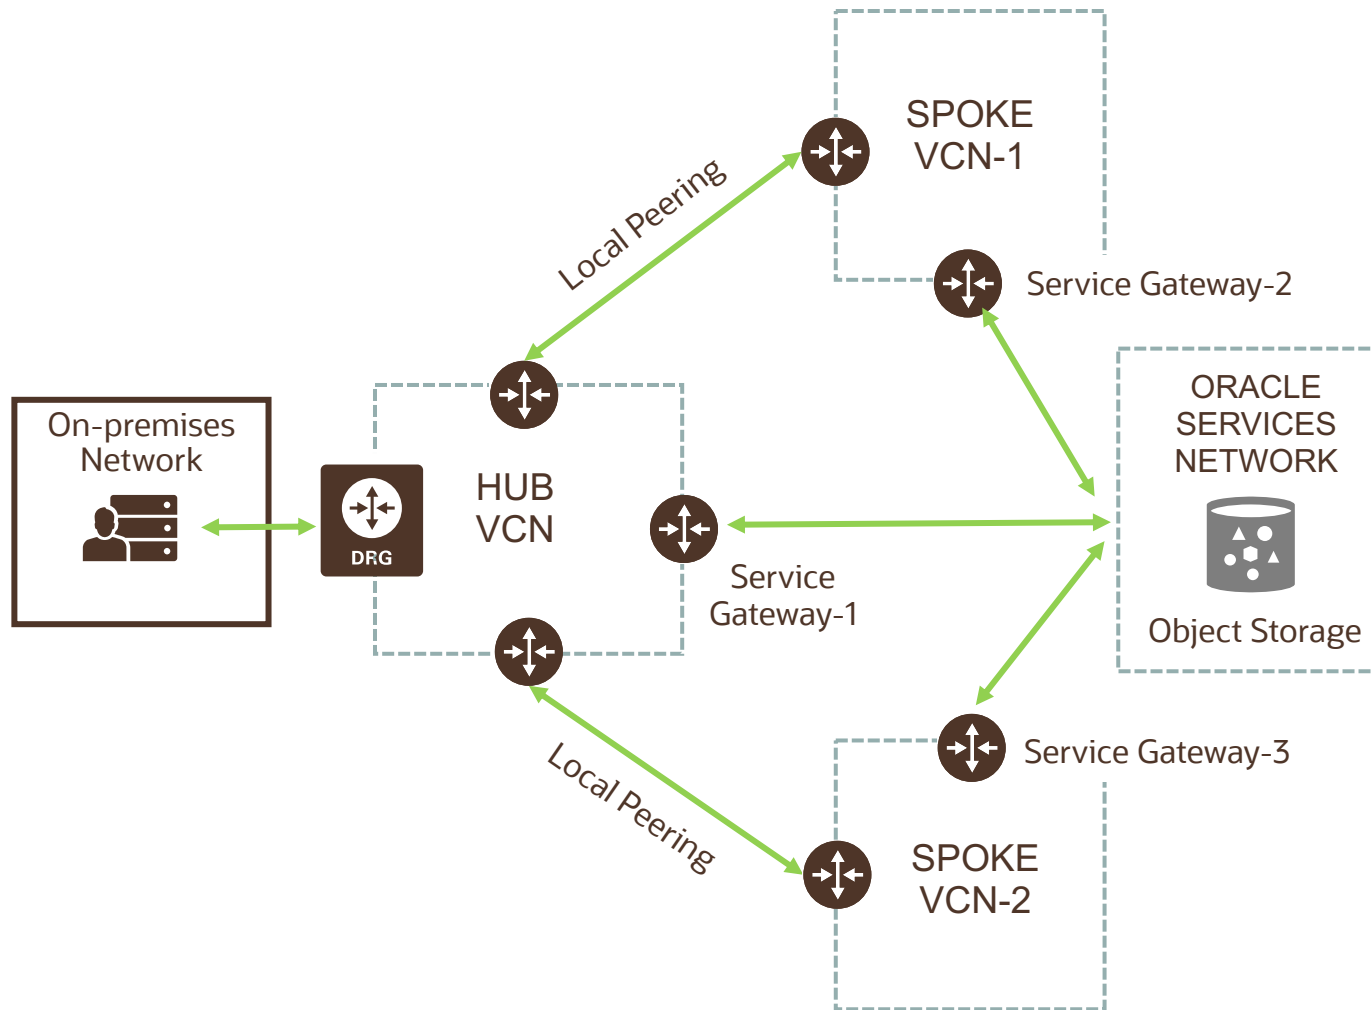 SPOKE
VCN-1
Local Peering
Service Gateway-2
On-premises
Network
HUB
VCN
DRG
Service
Gateway-1
ORACLE
SERVICES
NETWORK
Object Storage
Local Peering
Service Gateway-3
SPOKE
VCN-2